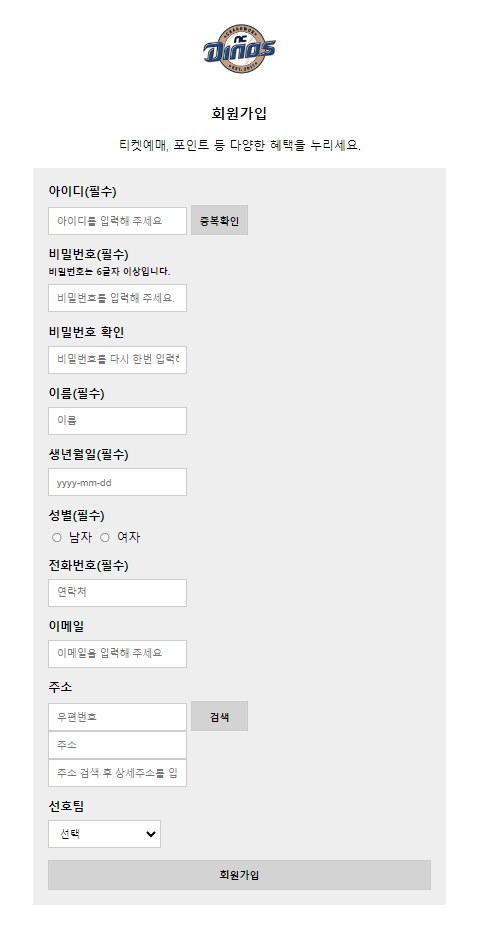 NC
Dinos
회원가입
티켓예매, 포인트 등 다양한 혜택을 누리세요.
아이디(필수)
아이디를 입력해 주세요 중복확인
비밀번호(필수)
비밀번호는 6글자 이상입니다.
비밀번호를 입력해 주세요.
비밀번호 확인
비밀번호를 다시 한번 입력하
이름(필수)
이름
생년월일(필수)
yyyy-mm-dd
성별(필수)
남자 여자
전화번호(필수)
연락처
이메일
이메일을 입력해 주세요
주소
우편번호 검색
주소
주소 검색 후 상세주소를 입
선호팀
선택
회원가입